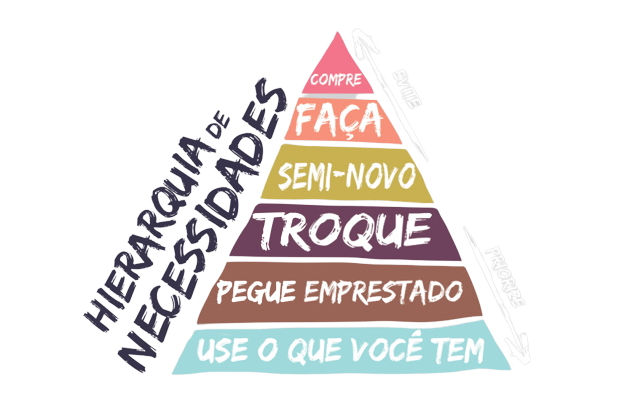 HIERARQUIA DE
NECESSIDADES
COMPRE
EVITE
FAÇA
SEMI-NOVO
TROQUE
PRIORIZE
PEGUE EMPRESTADO
USE O QUE VOCÊ TEM